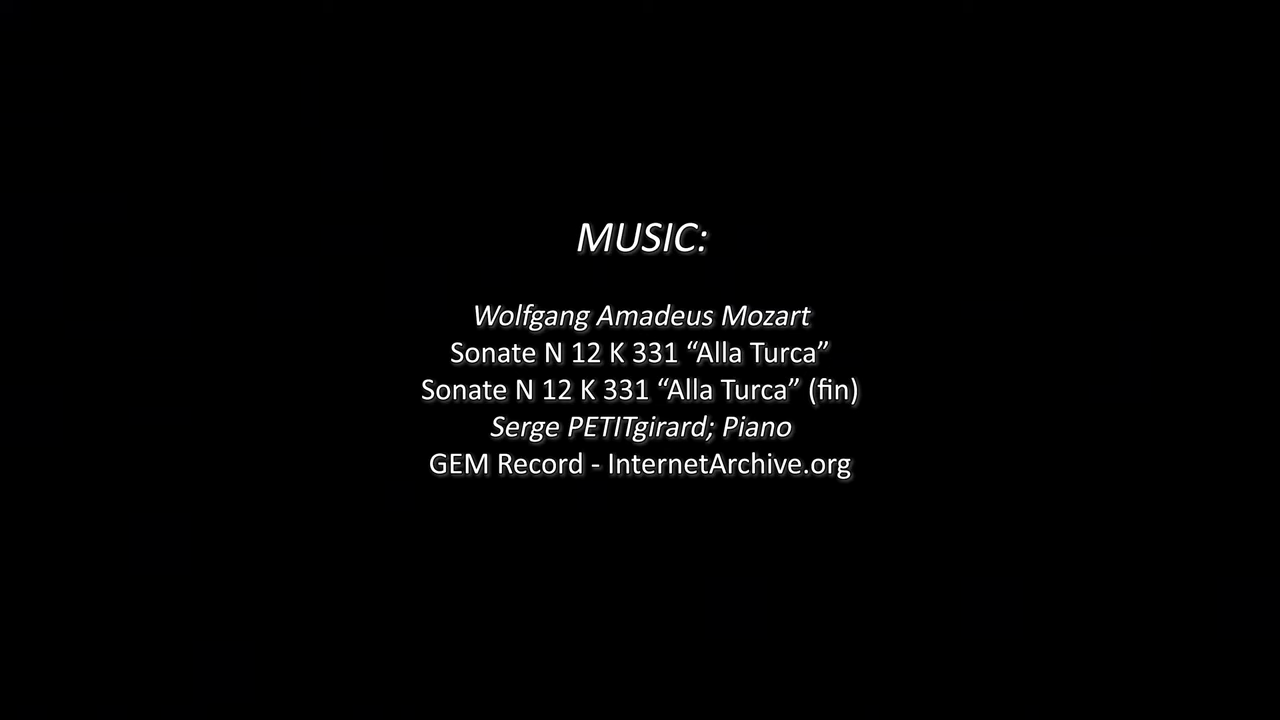 MUSIC:
Wolfgang Amadeus Mozart
Sonate N 12 K 331 “Alla Turca”
Sonate N 12 K 331 “Alla Turca” (fin)
Serge PETITgirard; Piano
GEM Record - InternetArchive.org